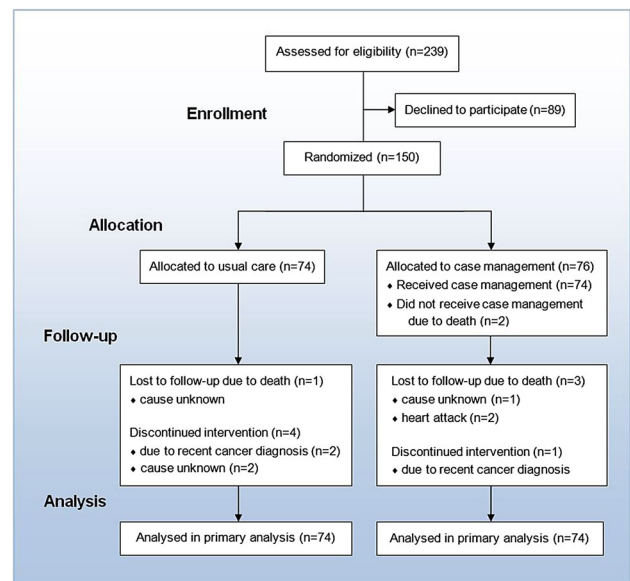 Assessed for eligibility (n=239)
Enrollment
Declined to participate (n=89)
Randomized (n=150)
Allocation
Allocated to usual care (n=74)
Allocated to case management (n=76)
♦ Received case management (n=74)
♦ Did not receive case management
due to death (n=2)
Follow-up
Lost to follow-up due to death (n=1)
♦ cause unknown
Discontinued intervention (n=4)
♦ due to recent cancer diagnosis (n=2)
♦ cause unknown (n=2)
Lost to follow-up due to death (n=3)
♦ cause unknown (n=1)
♦ heart attack (n=2)
Discontinued intervention (n=1)
♦ due to recent cancer diagnosis
Analysis
Analysed in primary analysis (n=74)
Analysed in primary analysis (n=74)